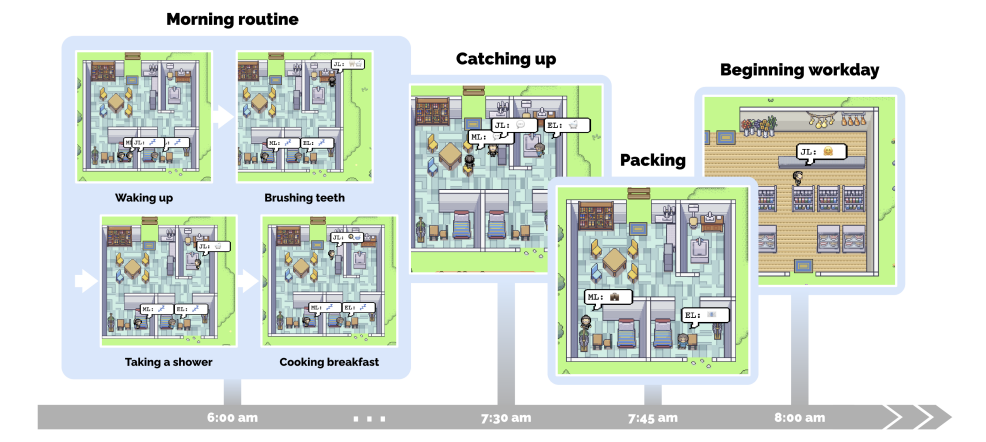 Morning routine
Catching up
Beginning workday
Packing
JL:
ML:
JL:
ML:
EL:
Waking up
Brushing teeth
JL:
ML:
EL:
JL:
ML:
EL:
Taking a shower
Cooking breakfast
JL:
ML:
EL:
ML:
EL:
JL:
6:00 am
...
7:30 am
7:45 am
8:00 am